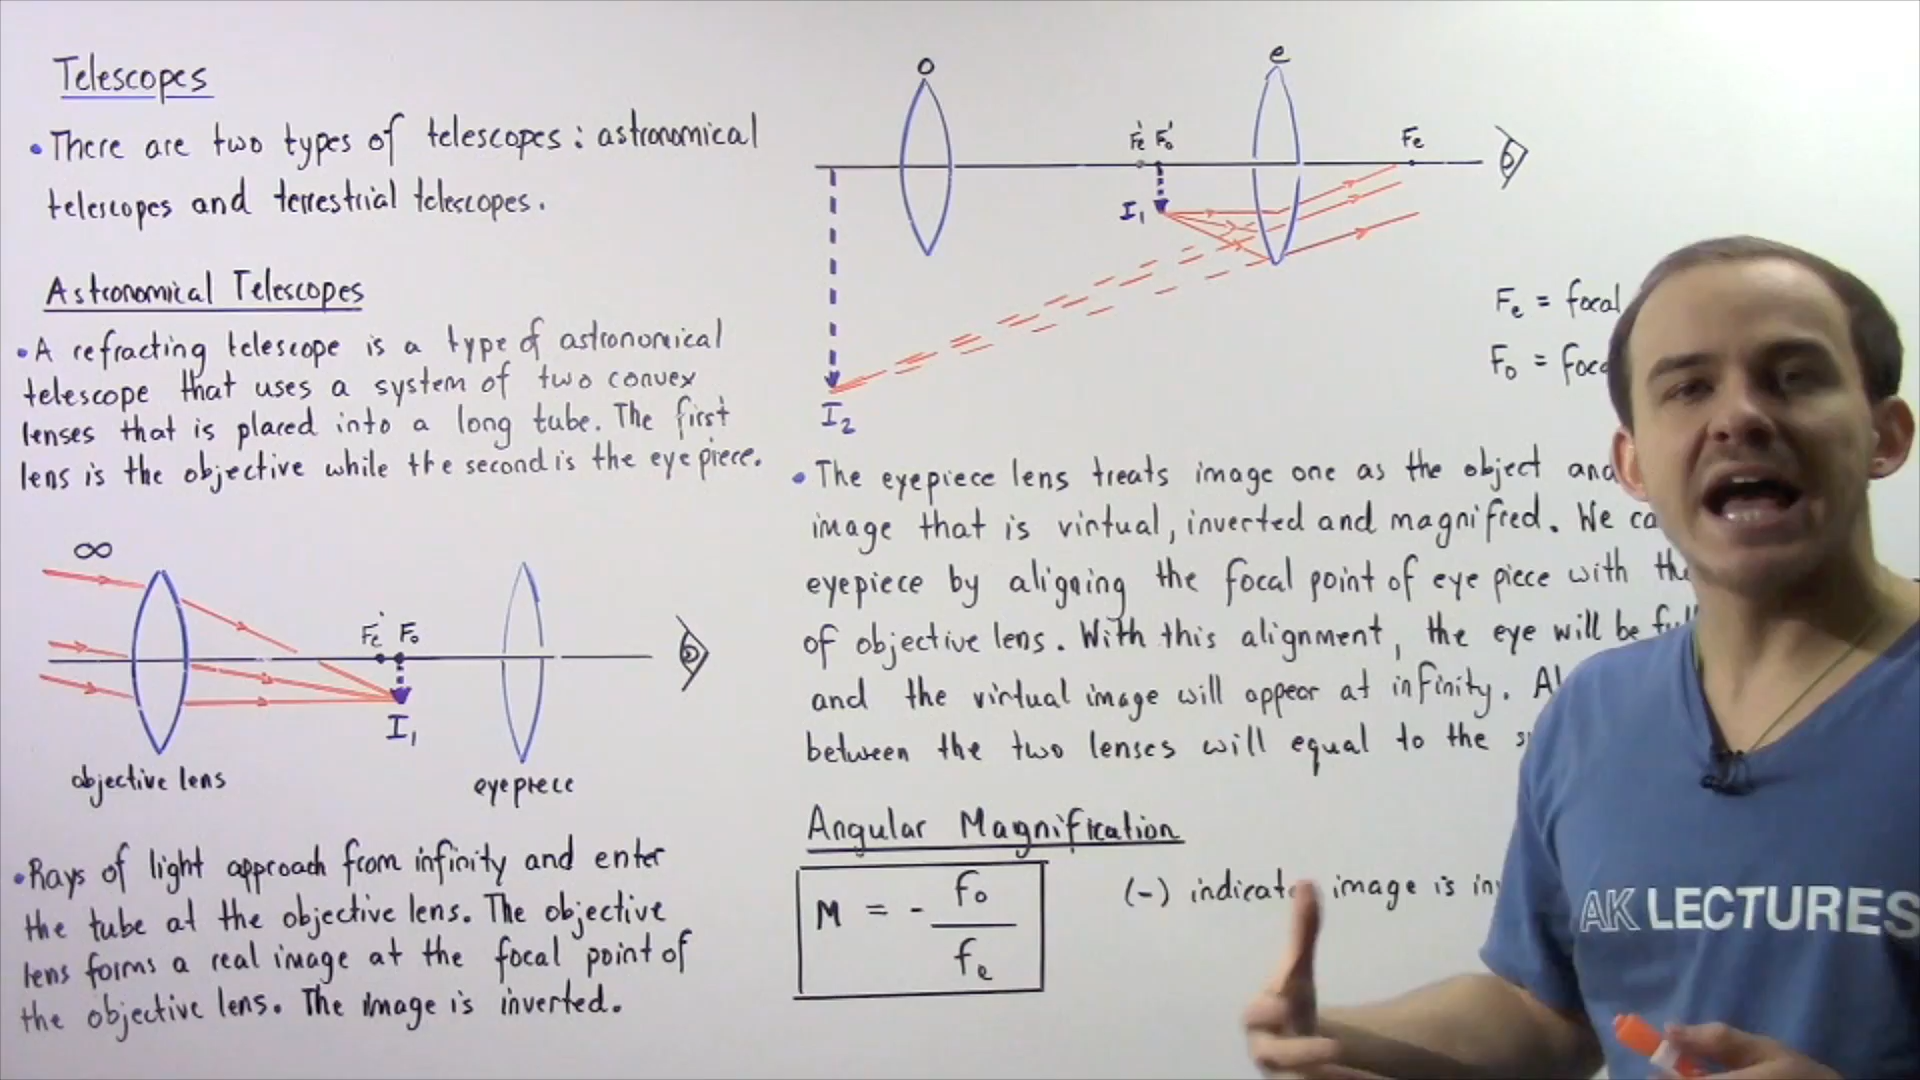 Telescopes
• There are two types of telescopes: astronomical
telescopes and terrestrial telescopes.
Astronomical Telescopes
• A refracting telescope is a type of astronomical
telescope that uses a system of two convex
lenses that is placed into a long tube. The first
lens is the objective while the second is the eyepiece.
∞
Fe' Fo
I1
objective lens
eyepiece
• Rays of light approach from infinity and enter
the tube at the objective lens. The objective
lens forms a real image at the focal point of
the objective lens. The image is inverted.
o
e
Fe' Fo'
Fe
I1
I2
Fe = focal
Fo =
• The eyepiece lens treats image one as the object and
image that is virtual, inverted and magnified. We
eyepiece by aligning the focal point of eye piece with
of objective lens. With this alignment, the eye will be
and the virtual image will appear at infinity.
between the two lenses will equal to the
Angular Magnification
M = - fo/fe
(-) indicates image is
AK LECTURES